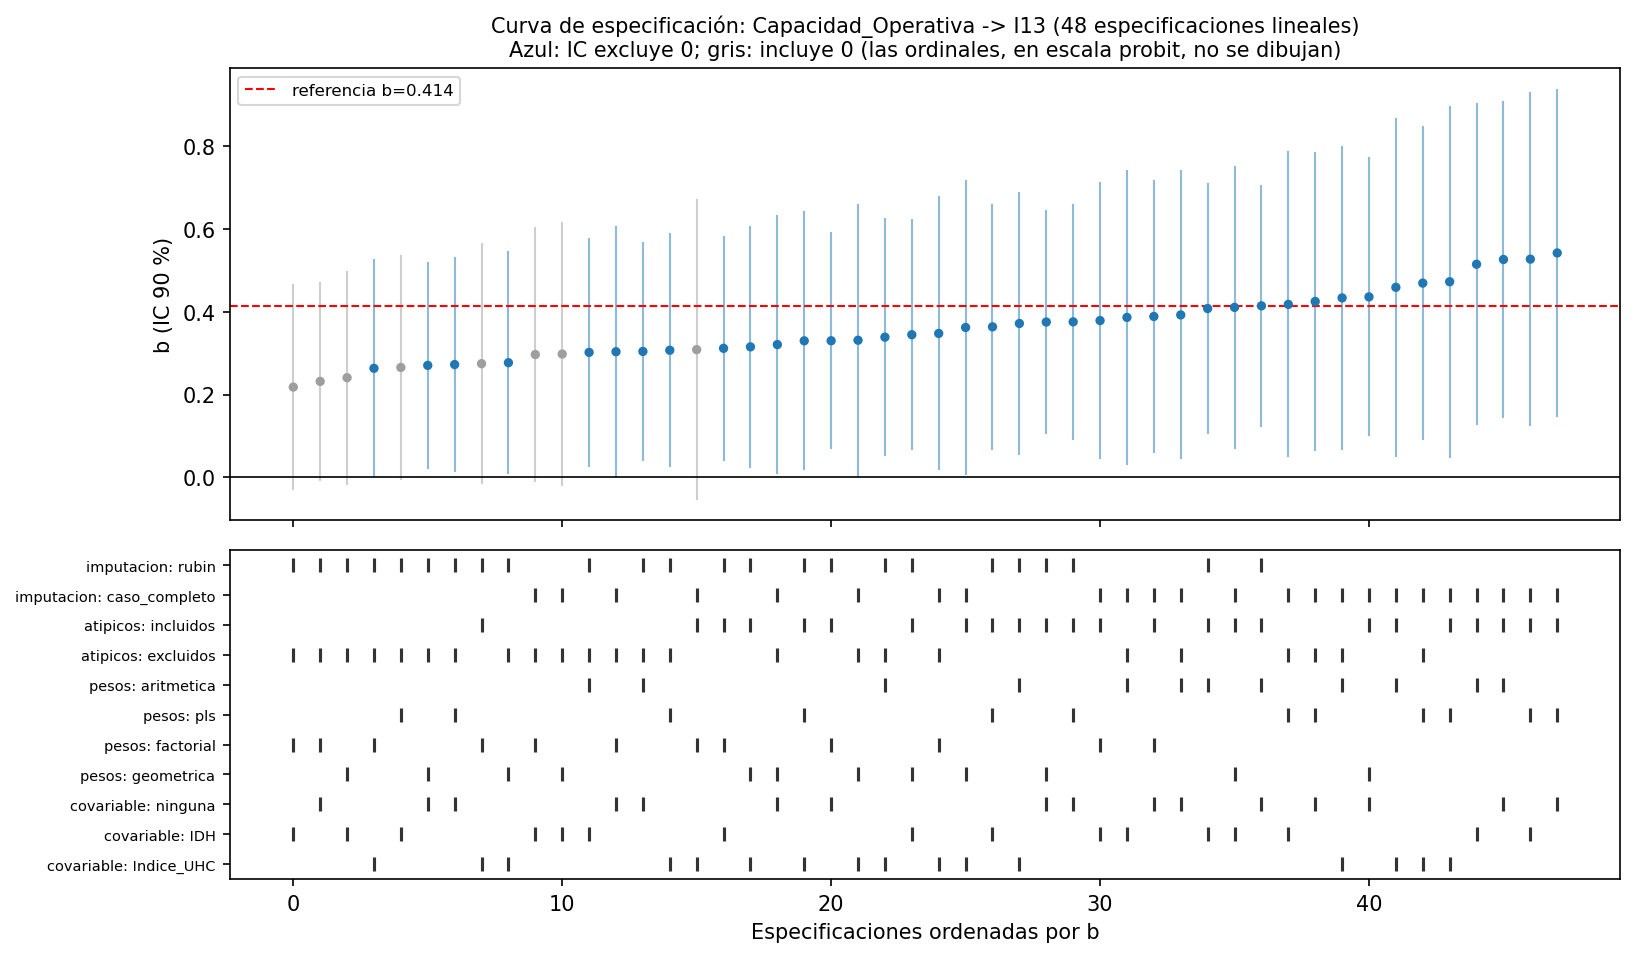 Curva de especificación: Capacidad_Operativa -> I13 (48 especificaciones lineales)
Azul: IC excluye 0; gris: incluye 0 (las ordinales, en escala probit, no se dibujan)
referencia b=0.414
b (IC 90 %)
0.8
0.6
0.4
0.2
0.0
imputacion: rubin
imputacion: caso_completo
atipicos: incluidos
atipicos: excluidos
pesos: aritmetica
pesos: pls
pesos: factorial
pesos: geometrica
covariable: ninguna
covariable: IDH
covariable: Indice_UHC
0 10 20 30 40
Especificaciones ordenadas por b